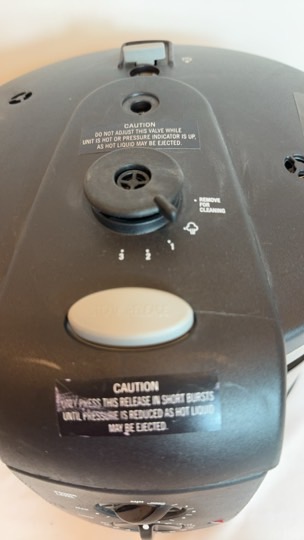 CAUTION
DO NOT ADJUST THIS VALVE WHILE
UNIT IS HOT OR PRESSURE INDICATOR IS UP,
AS HOT LIQUID MAY BE EJECTED.
REMOVE
FOR
CLEANING
3 2 1
CAUTION
ONLY PRESS THIS RELEASE IN SHORT BURSTS
UNTIL PRESSURE IS REDUCED AS HOT LIQUID
MAY BE EJECTED.